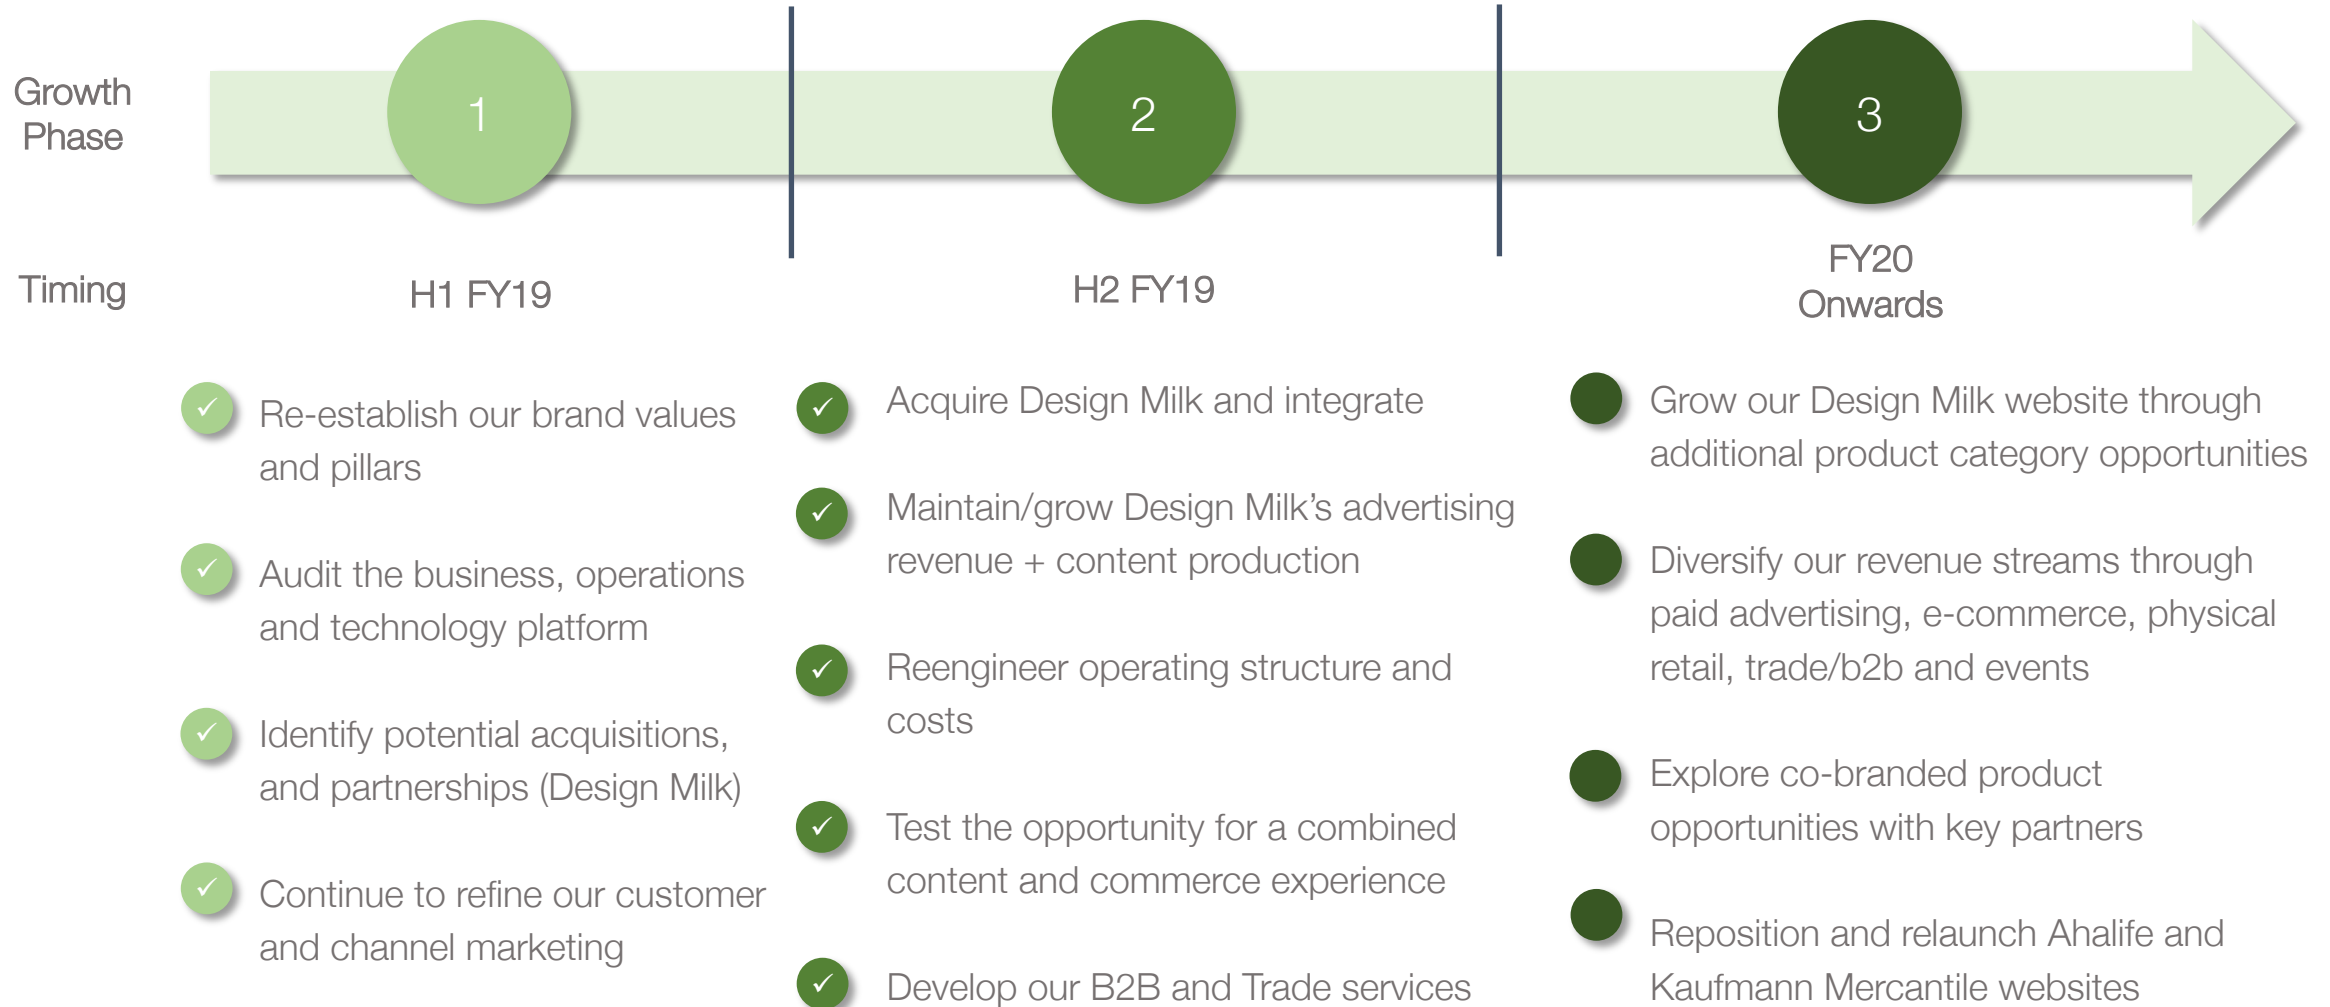 Growth
Phase
1
2
3
Timing
H1 FY19
H2 FY19
FY20
Onwards
Re-establish our brand values
and pillars
Audit the business, operations
and technology platform
Identify potential acquisitions,
and partnerships (Design Milk)
Continue to refine our customer
and channel marketing
Acquire Design Milk and integrate
Maintain/grow Design Milk’s advertising
revenue + content production
Reengineer operating structure and
costs
Test the opportunity for a combined
content and commerce experience
Develop our B2B and Trade services
Grow our Design Milk website through
additional product category opportunities
Diversify our revenue streams through
paid advertising, e-commerce, physical
retail, trade/b2b and events
Explore co-branded product
opportunities with key partners
Reposition and relaunch Ahalife and
Kaufmann Mercantile websites